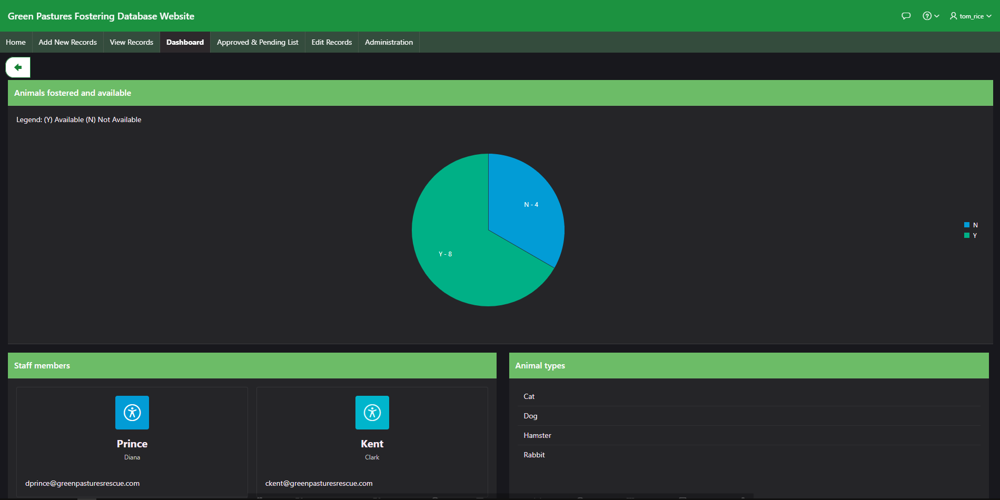 Green Pastures Fostering Database Website
tom_rice
Home
Add New Records
View Records
Dashboard
Approved & Pending List
Edit Records
Administration
Animals fostered and available
Legend: (Y) Available (N) Not Available
N - 4
Y - 8
N
Y
Staff members
Prince
Diana
dprince@greenpasturesrescue.com
Kent
Clark
ckent@greenpasturesrescue.com
Animal types
Cat
Dog
Hamster
Rabbit